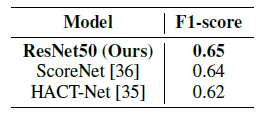 Model F1-score
ResNet50 (Ours) 0.65
ScoreNet [36] 0.64
HACT-Net [35] 0.62